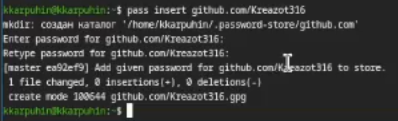 kkarpuhin@kkarpuhin:~$ pass insert github.com/Kreazot316
mkdir: создан каталог '/home/kkarpuhin/.password-store/github.com'
Enter password for github.com/Kreazot316:
Retype password for github.com/Kreazot316:
[master ea92ef9] Add given password for github.com/Kreazot316 to store.
 1 file changed, 0 insertions(+), 0 deletions(-)
 create mode 100644 github.com/Kreazot316.gpg
kkarpuhin@kkarpuhin:~$